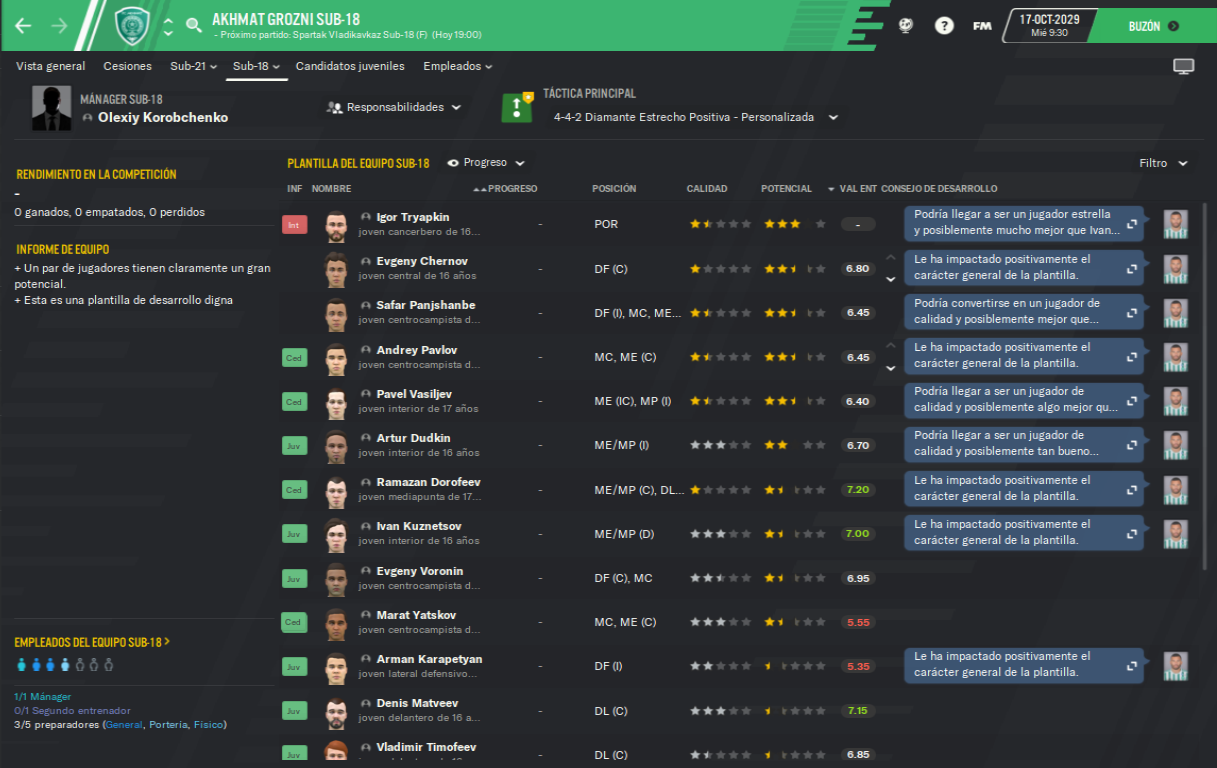 AKHMAT GROZNI SUB-18
- Próximo partido: Spartak Vladikavkaz Sub-18 (F) (Hoy 19:00)
?
FM
17-OCT-2029
Mié 9:30
BUZÓN
Vista general
Cesiones
Sub-21
Sub-18
Candidatos juveniles
Empleados
MÁNAGER SUB-18
Olexiy Korobchenko
Responsabilidades
TÁCTICA PRINCIPAL
4-4-2 Diamante Estrecho Positiva - Personalizada
RENDIMIENTO EN LA COMPETICIÓN
-
0 ganados, 0 empatados, 0 perdidos
INFORME DE EQUIPO
+ Un par de jugadores tienen claramente un gran
potencial.
+ Esta es una plantilla de desarrollo digna
EMPLEADOS DEL EQUIPO SUB-18 >
1/1 Mánager
0/1 Segundo entrenador
3/5 preparadores (General, Portería, Físico)
PLANTILLA DEL EQUIPO SUB-18
Progreso
Filtro
INF NOMBRE PROGRESO POSICIÓN CALIDAD POTENCIAL VAL ENT CONSEJO DE DESARROLLO
Int Igor Tryapkin - POR -
joven cancerbero de 16...
Podría llegar a ser un jugador estrella
y posiblemente mucho mejor que Ivan...
Evgeny Chernov - DF (C) 6.80
joven central de 16 años
Le ha impactado positivamente el
carácter general de la plantilla.
Safar Panjshanbe - DF (I), MC, ME... 6.45
joven centrocampista d...
Podría convertirse en un jugador de
calidad y posiblemente mejor que...
Ced Andrey Pavlov - MC, ME (C) 6.45
joven centrocampista d...
Le ha impactado positivamente el
carácter general de la plantilla.
Ced Pavel Vasiljev - ME (IC), MP (I) 6.40
joven interior de 17 años
Podría llegar a ser un jugador de
calidad y posiblemente algo mejor qu...
Juv Artur Dudkin - ME/MP (I) 6.70
joven interior de 16 años
Podría llegar a ser un jugador de
calidad y posiblemente tan bueno...
Ced Ramazan Dorofeev - ME/MP (C), DL... 7.20
joven mediapunta de 17...
Le ha impactado positivamente el
carácter general de la plantilla.
Juv Ivan Kuznetsov - ME/MP (D) 7.00
joven interior de 16 años
Le ha impactado positivamente el
carácter general de la plantilla.
Juv Evgeny Voronin - DF (C), MC 6.95
joven centrocampista d...
Ced Marat Yatskov - MC, ME (C) 5.55
joven centrocampista d...
Juv Arman Karapetyan - DF (I) 5.35
joven lateral defensivo...
Le ha impactado positivamente el
carácter general de la plantilla.
Juv Denis Matveev - DL (C) 7.15
joven delantero de 16 a...
Juv Vladimir Timofeev - DL (C) 6.85